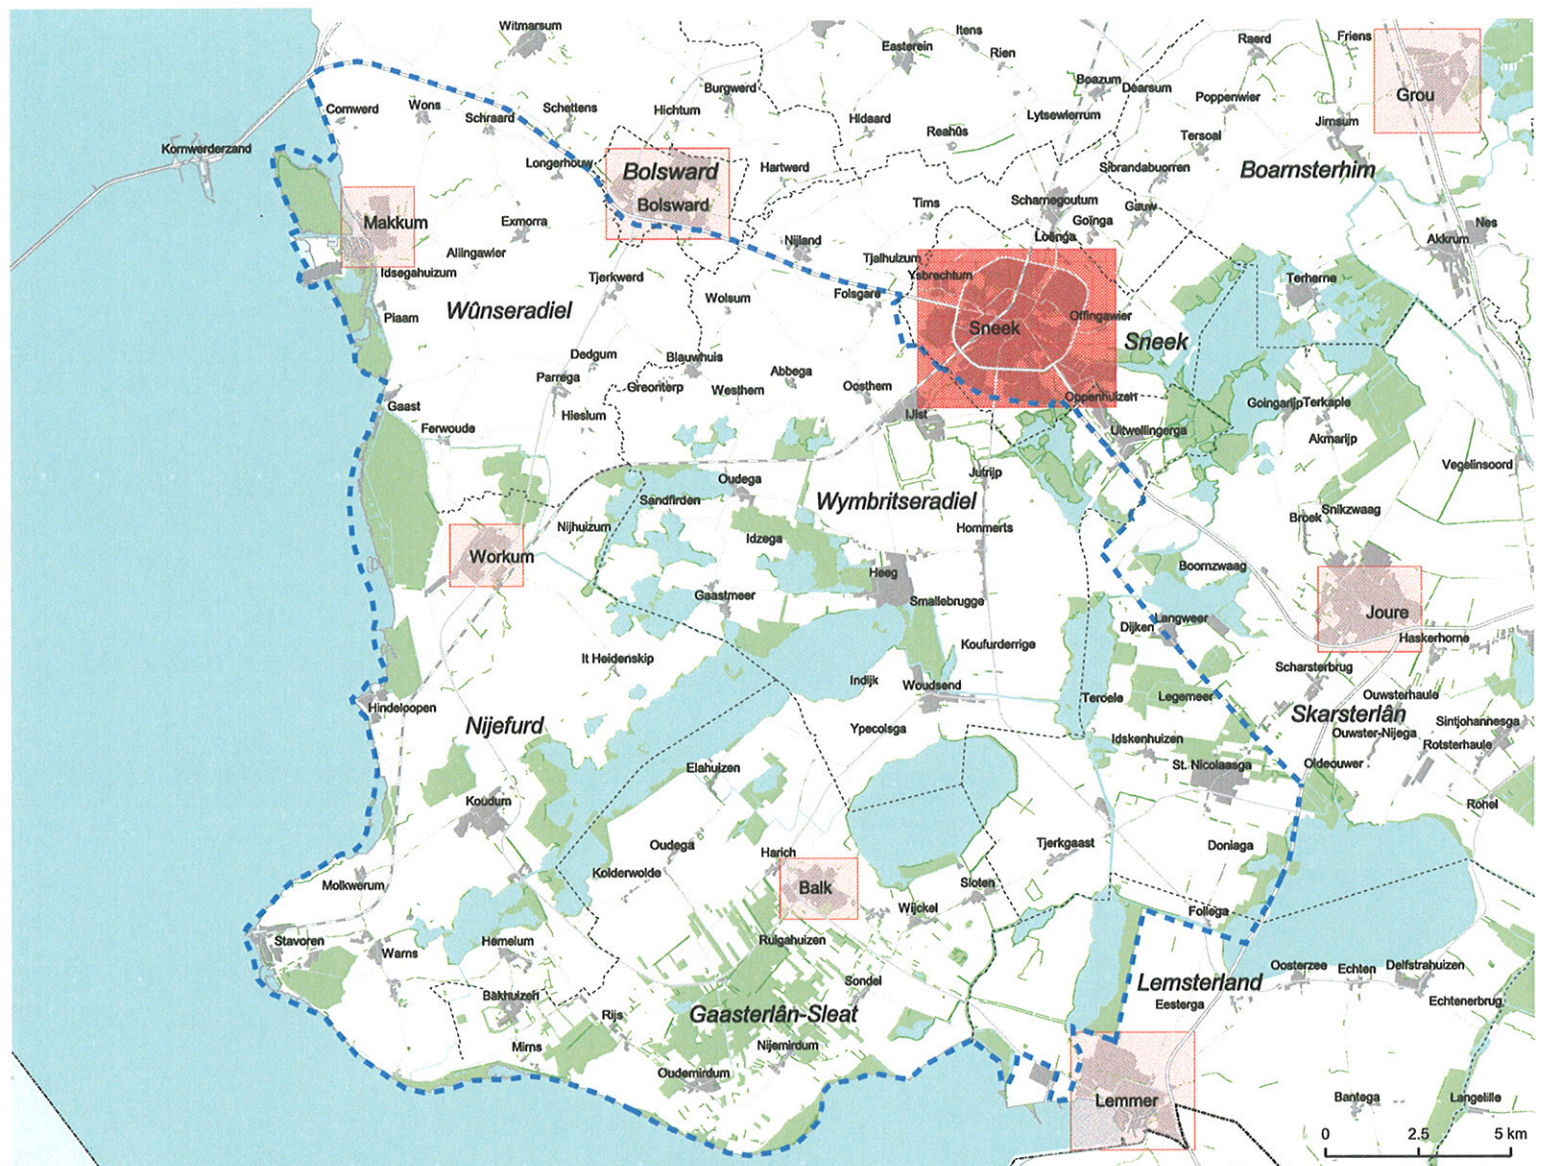 Witmarsum
Itens
Easterein
Rien
Raerd
Friens
Boazum
Dearsum
Burgwerd
Grou
Poppenwier
Cornwerd
Wons
Schettens
Hichtum
Schraard
Hidaard
Lytsewierrum
Jirnsum
Reahûs
Tersoal
Kornwerderzand
Longerhouw
Bolsward
Hartwerd
Sibrandabuorren
Boarnsterhim
Bolsward
Tims
Scharnegoutum
Gauw
Makkum
Exmorra
Goïnga
Nes
Loënga
Akkrum
Nijland
Allingawier
Tjalhuizum
Idsegahuizum
Tjerkwerd
Ysbrechtum
Terherne
Wolsum
Folsgare
Piaam
Wûnseradiel
Offingawier
Sneek
Sneek
Dedgum
Blauwhuis
Parrega
Abbega
Greonterp
Westhem
Oosthem
Oppenhuizen
Gaast
Goingarijp
Terkaple
Hieslum
IJlst
Ferwoude
Uitwellingerga
Akmarijp
Vegelinsoord
Jutrijp
Oudega
Sandfirden
Wymbritseradiel
Snikzwaag
Broek
Nijhuizum
Hommerts
Idzega
Workum
Boornzwaag
Heeg
Gaastmeer
Smallebrugge
Joure
Langweer
Dijken
Haskerhorne
Koufurderrige
It Heidenskip
Scharsterbrug
Indijk
Woudsend
Teroele
Legemeer
Ouwsterhaule
Hindeloopen
Skarsterlân
Nijefurd
Ypecolsga
Sintjohannesga
Idskenhuizen
Ouwster-Nijega
Rotsterhaule
Elahuizen
St. Nicolaasga
Oldeouwer
Koudum
Rohel
Oudega
Harich
Tjerkgaast
Doniaga
Kolderwolde
Molkwerum
Balk
Sloten
Wijckel
Follega
Stavoren
Hemelum
Ruigahuizen
Warns
Oosterzee
Echten
Delfstrahuizen
Sondel
Lemsterland
Bakhuizen
Eesterga
Echtenerbrug
Rijs
Gaasterlân-Sleat
Mirns
Nijemirdum
Oudemirdum
Lemmer
Bantega
Langelille
0 2.5 5 km